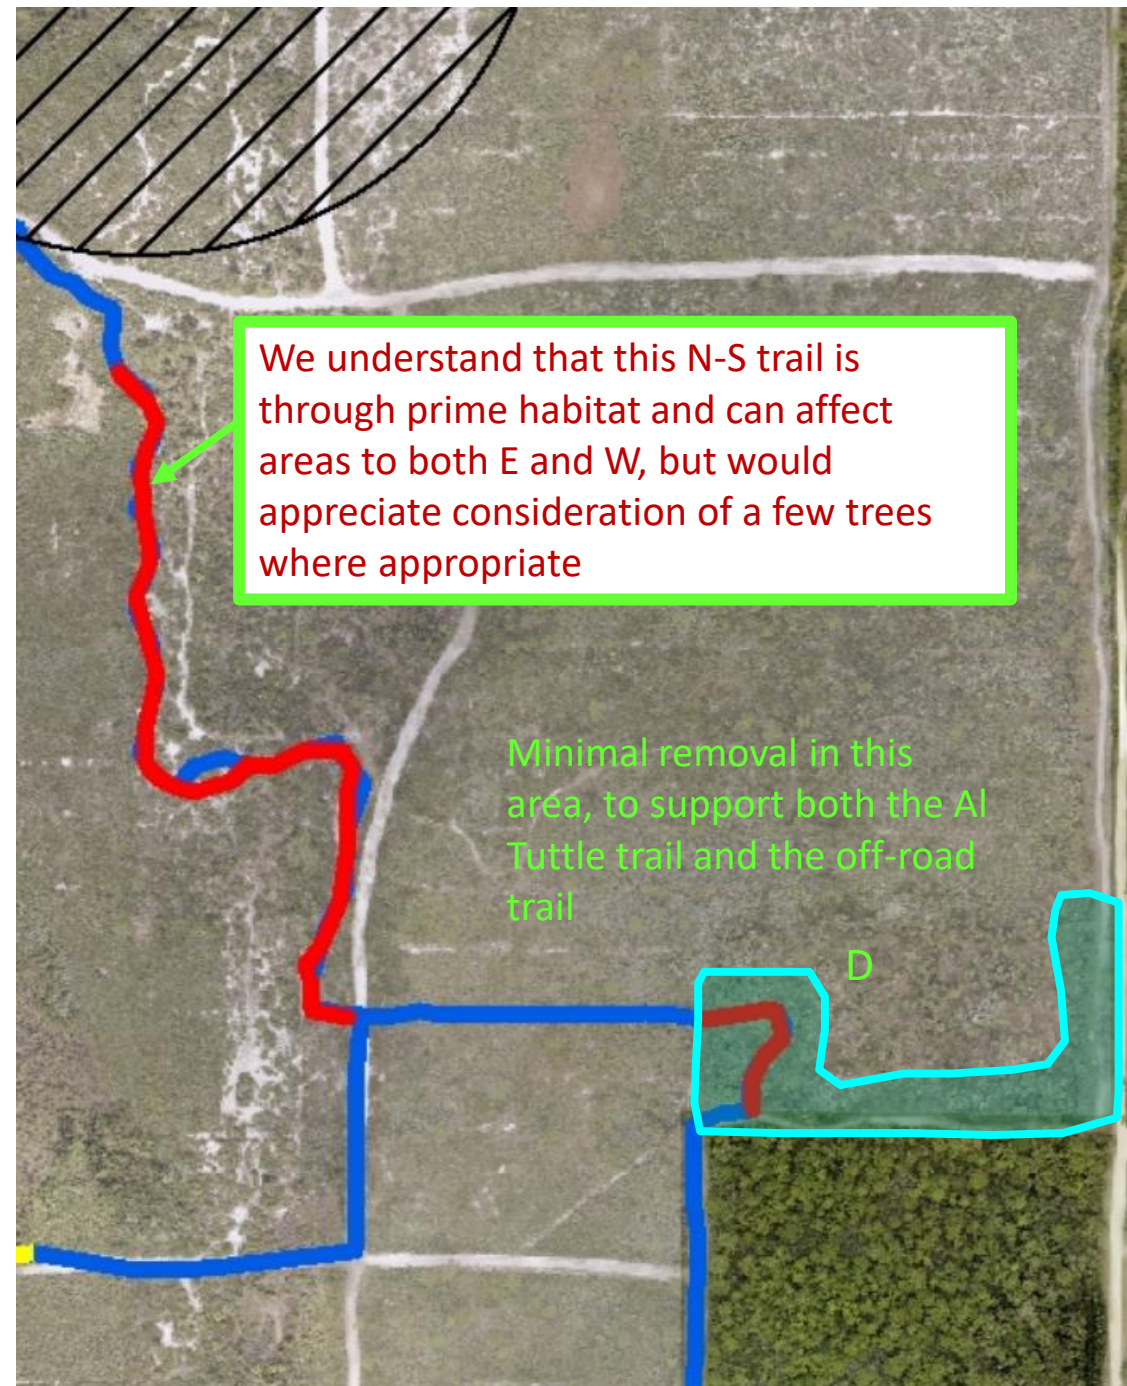 We understand that this N-S trail is
through prime habitat and can affect
areas to both E and W, but would
appreciate consideration of a few trees
where appropriate
Minimal removal in this
area, to support both the Al
Tuttle trail and the off-road
trail
D